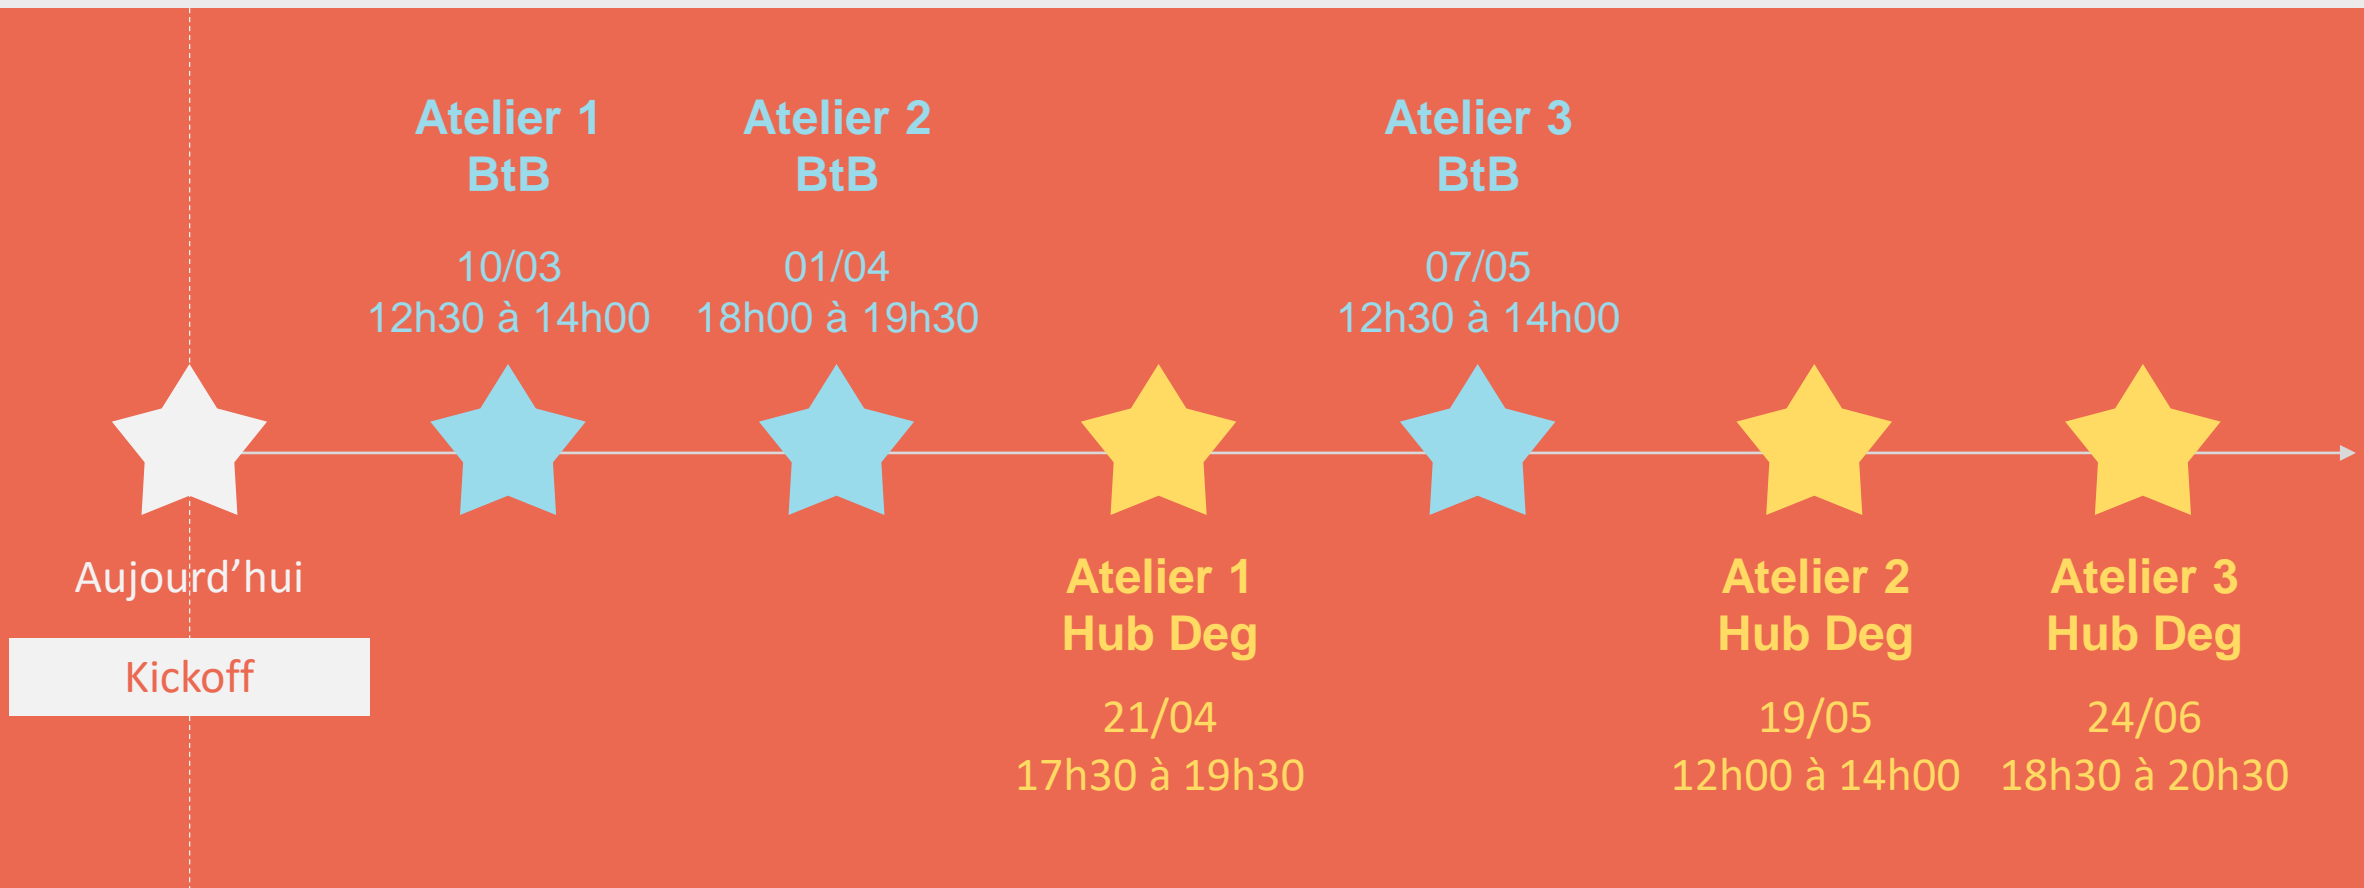 Aujourd’hui
Kickoff
Atelier 1
BtB
10/03
12h30 à 14h00
Atelier 2
BtB
01/04
18h00 à 19h30
Atelier 1
Hub Deg
21/04
17h30 à 19h30
Atelier 3
BtB
07/05
12h30 à 14h00
Atelier 2
Hub Deg
19/05
12h00 à 14h00
Atelier 3
Hub Deg
24/06
18h30 à 20h30